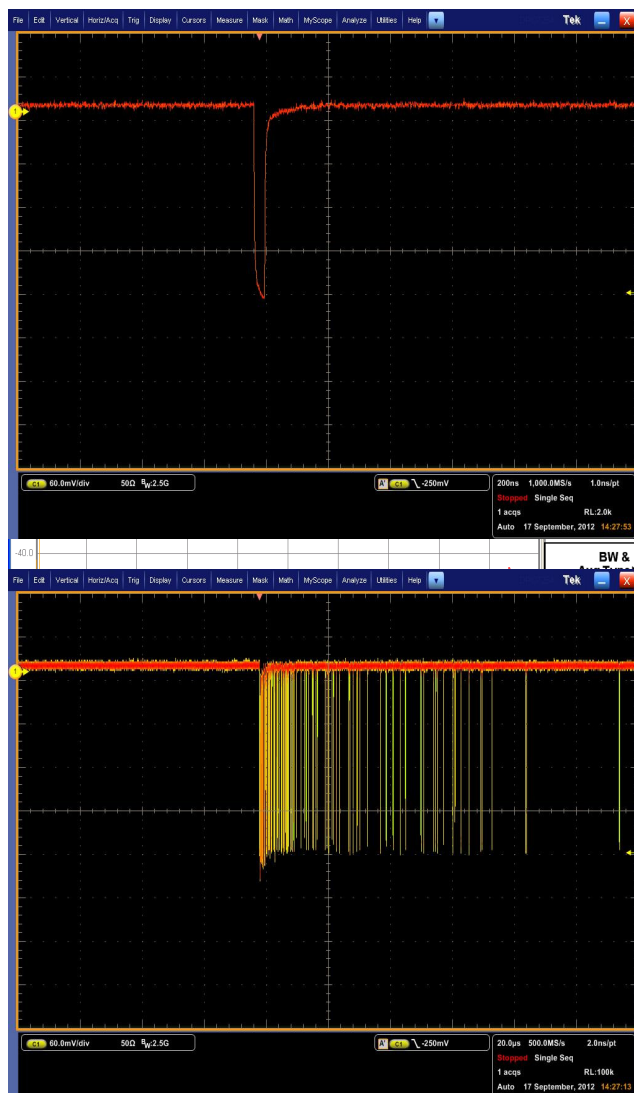 File Edit Vertical Horiz/Acq Trig Display Cursors Measure Mask Math MyScope Analyze Utilities Help Tek X
1
C1 60.0mV/div 50Ω BW:2.5G A' C1 -250mV 200ns 1,000.0MS/s 1.0ns/pt
Stopped Single Seq
1 acqs RL:2.0k
Auto 17 September, 2012 14:27:53
-40.0 BW &
File Edit Vertical Horiz/Acq Trig Display Cursors Measure Mask Math MyScope Analyze Utilities Help Tek X
1
C1 60.0mV/div 50Ω BW:2.5G A' C1 -250mV 20.0µs 500.0MS/s 2.0ns/pt
Stopped Single Seq
1 acqs RL:100k
Auto 17 September, 2012 14:27:13